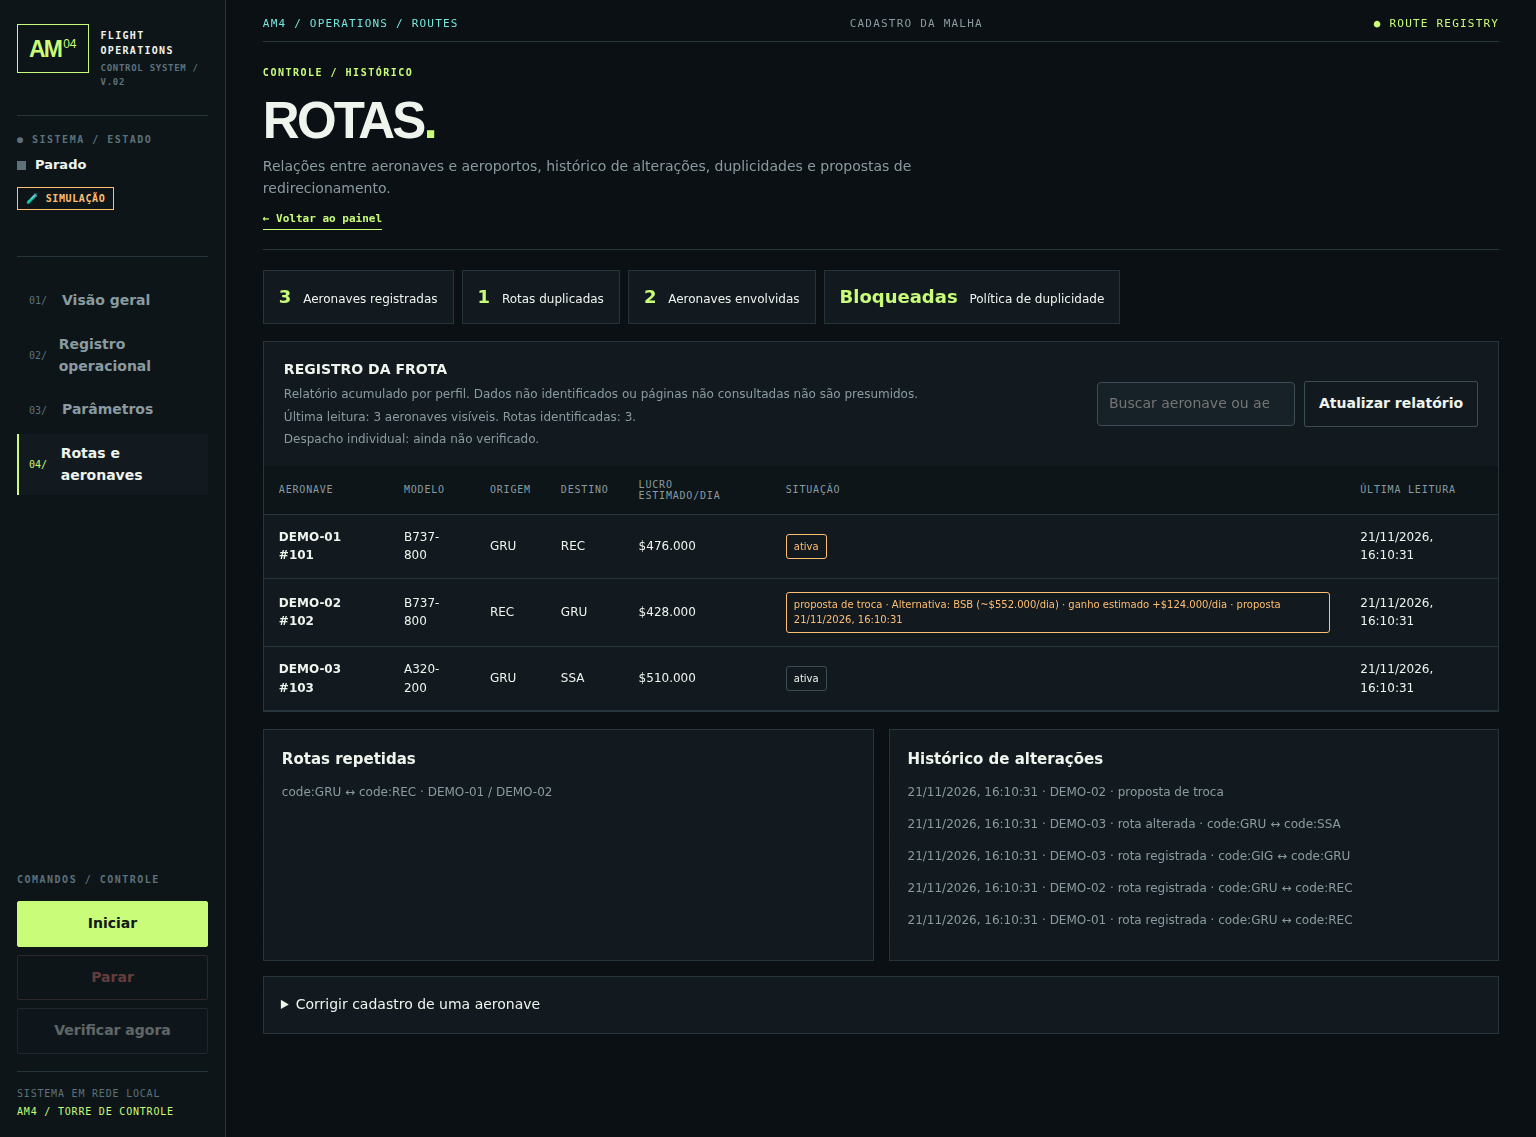 AM04
FLIGHT
OPERATIONS
CONTROL SYSTEM /
V.02
● SISTEMA / ESTADO
Parado
SIMULAÇÃO
01/ Visão geral
02/ Registro
operacional
03/ Parâmetros
04/ Rotas e
aeronaves
COMANDOS / CONTROLE
Iniciar
Parar
Verificar agora
SISTEMA EM REDE LOCAL
AM4 / TORRE DE CONTROLE
AM4 / OPERATIONS / ROUTES
CADASTRO DA MALHA
● ROUTE REGISTRY
CONTROLE / HISTÓRICO
ROTAS.
Relações entre aeronaves e aeroportos, histórico de alterações, duplicidades e propostas de
redirecionamento.
← Voltar ao painel
3 Aeronaves registradas
1 Rotas duplicadas
2 Aeronaves envolvidas
Bloqueadas Política de duplicidade
REGISTRO DA FROTA
Relatório acumulado por perfil. Dados não identificados ou páginas não consultadas não são presumidos.
Última leitura: 3 aeronaves visíveis. Rotas identificadas: 3.
Despacho individual: ainda não verificado.
Buscar aeronave ou ae
Atualizar relatório
AERONAVE MODELO ORIGEM DESTINO LUCRO ESTIMADO/DIA SITUAÇÃO ÚLTIMA LEITURA
DEMO-01 #101 B737-800 GRU REC $476.000 ativa 21/11/2026, 16:10:31
DEMO-02 #102 B737-800 REC GRU $428.000 proposta de troca · Alternativa: BSB (~$552.000/dia) · ganho estimado +$124.000/dia · proposta 21/11/2026, 16:10:31 21/11/2026, 16:10:31
DEMO-03 #103 A320-200 GRU SSA $510.000 ativa 21/11/2026, 16:10:31
Rotas repetidas
code:GRU ↔ code:REC · DEMO-01 / DEMO-02
Histórico de alterações
21/11/2026, 16:10:31 · DEMO-02 · proposta de troca
21/11/2026, 16:10:31 · DEMO-03 · rota alterada · code:GRU ↔ code:SSA
21/11/2026, 16:10:31 · DEMO-03 · rota registrada · code:GIG ↔ code:GRU
21/11/2026, 16:10:31 · DEMO-02 · rota registrada · code:GRU ↔ code:REC
21/11/2026, 16:10:31 · DEMO-01 · rota registrada · code:GRU ↔ code:REC
▶ Corrigir cadastro de uma aeronave